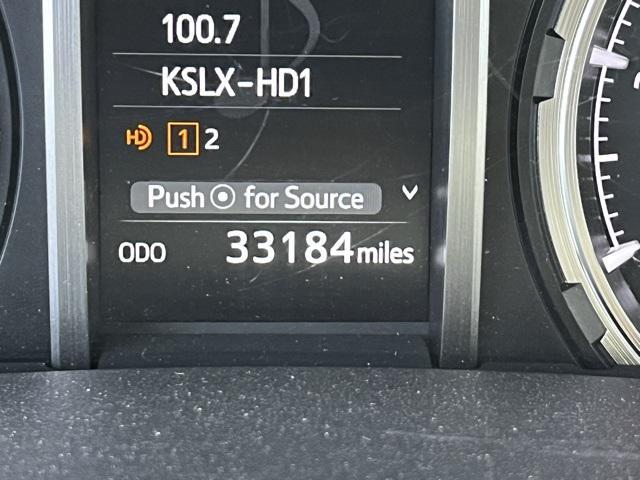 100.7
KSLX-HD1
HD 1 2
Push for Source
ODO 33184 miles